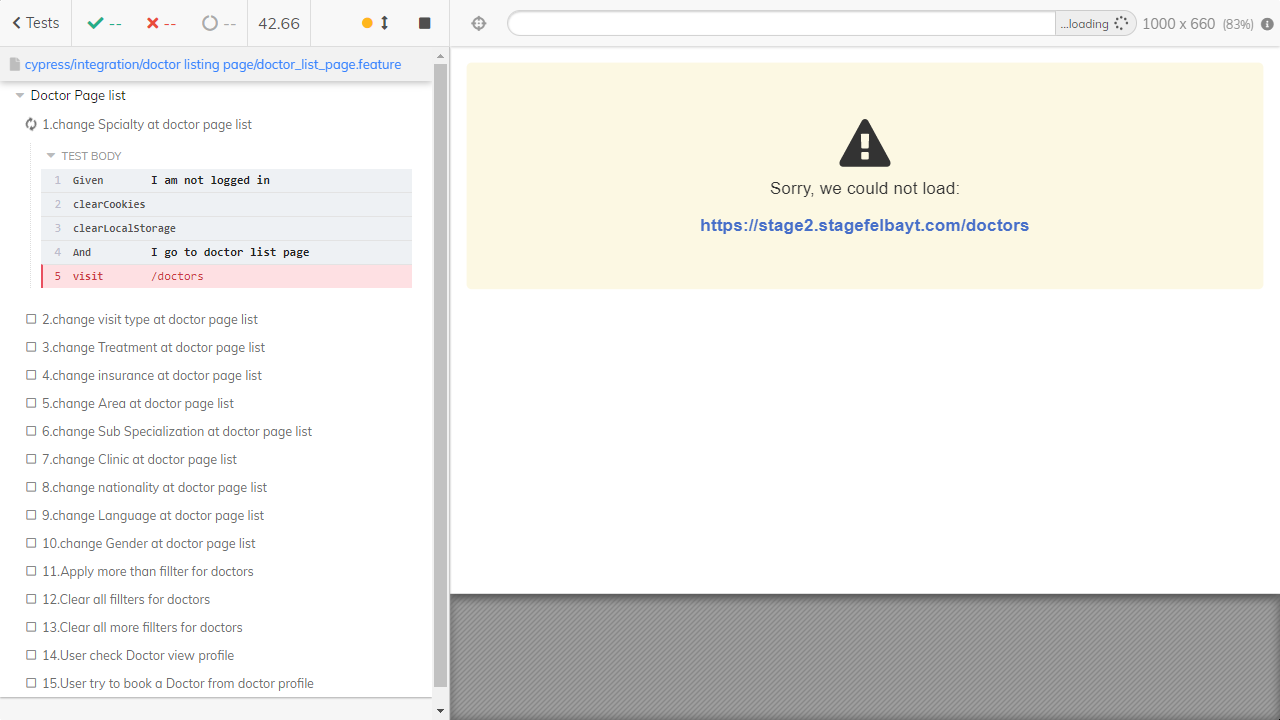 Tests
--
--
--
42.66
...loading
1000 x 660 (83%)
cypress/integration/doctor listing page/doctor_list_page.feature
Doctor Page list
1.change Spcialty at doctor page list
TEST BODY
1 Given I am not logged in
2 clearCookies
3 clearLocalStorage
4 And I go to doctor list page
5 visit /doctors
2.change visit type at doctor page list
3.change Treatment at doctor page list
4.change insurance at doctor page list
5.change Area at doctor page list
6.change Sub Specialization at doctor page list
7.change Clinic at doctor page list
8.change nationality at doctor page list
9.change Language at doctor page list
10.change Gender at doctor page list
11.Apply more than fillter for doctors
12.Clear all fillters for doctors
13.Clear all more fillters for doctors
14.User check Doctor view profile
15.User try to book a Doctor from doctor profile
Sorry, we could not load:
https://stage2.stagefelbayt.com/doctors